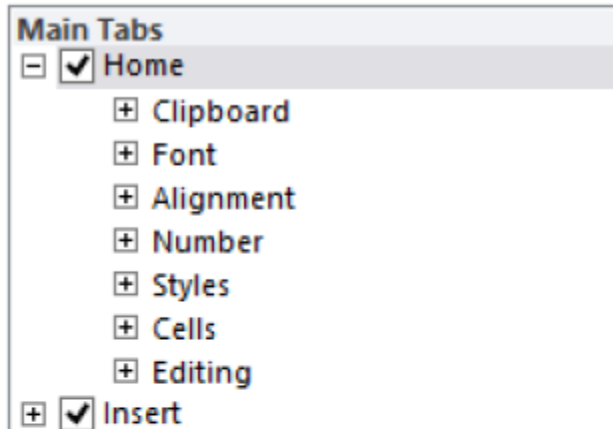 Main Tabs
Home
Clipboard
Font
Alignment
Number
Styles
Cells
Editing
Insert